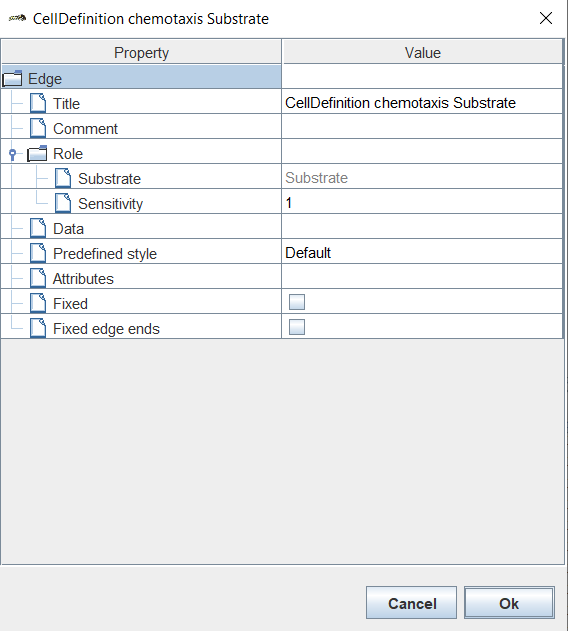 CellDefinition chemotaxis Substrate
Property Value
Edge
Title CellDefinition chemotaxis Substrate
Comment
Role
Substrate Substrate
Sensitivity 1
Data
Predefined style Default
Attributes
Fixed
Fixed edge ends
Cancel Ok